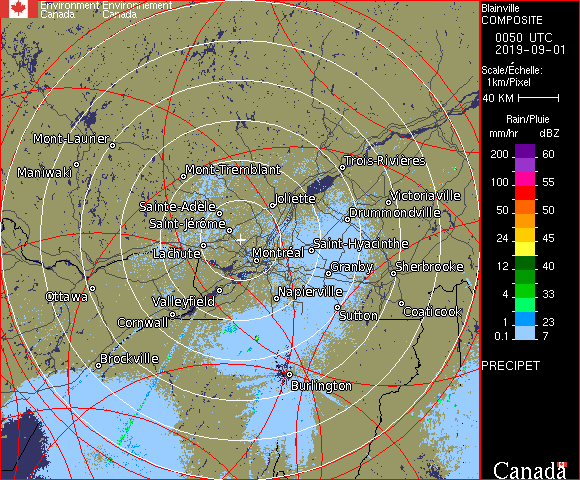 Environment Environnement
Canada Canada
Blainville
COMPOSITE
0050 UTC
2019-09-01
Scale/Échelle:
1km/Pixel
40 KM
Rain/Pluie
mm/hr dBZ
200 60
150 57
100 55
50 50
24 45
12 40
4 33
1 23
0.1 7
PRECIPET
Canada
Mont-Laurier
Maniwaki
Mont-Tremblant
Trois-Rivières
Joliette
Victoriaville
Sainte-Adèle
Drummondville
Saint-Jérôme
Saint-Hyacinthe
Lachute
Montréal
Granby
Sherbrooke
Ottawa
Valleyfield
Napierville
Coaticook
Cornwall
Sutton
Brockville
Burlington